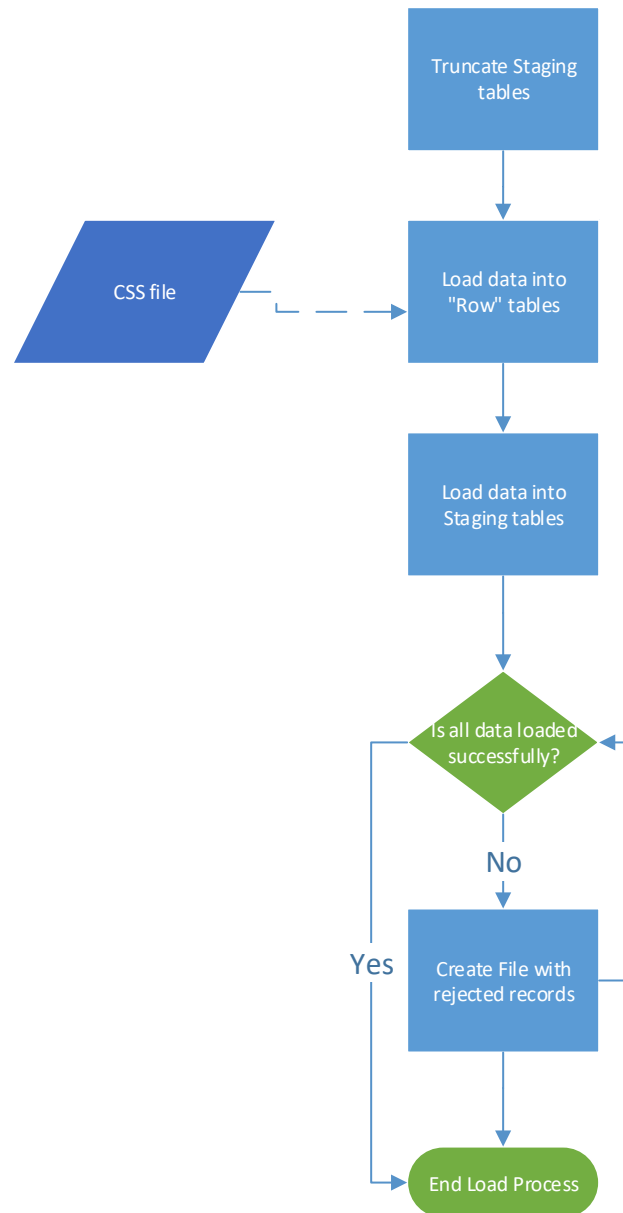 Truncate Staging
tables
CSS file
Load data into
"Row" tables
Load data into
Staging tables
Is all data loaded
successfully?
No
Yes
Create File with
rejected records
End Load Process